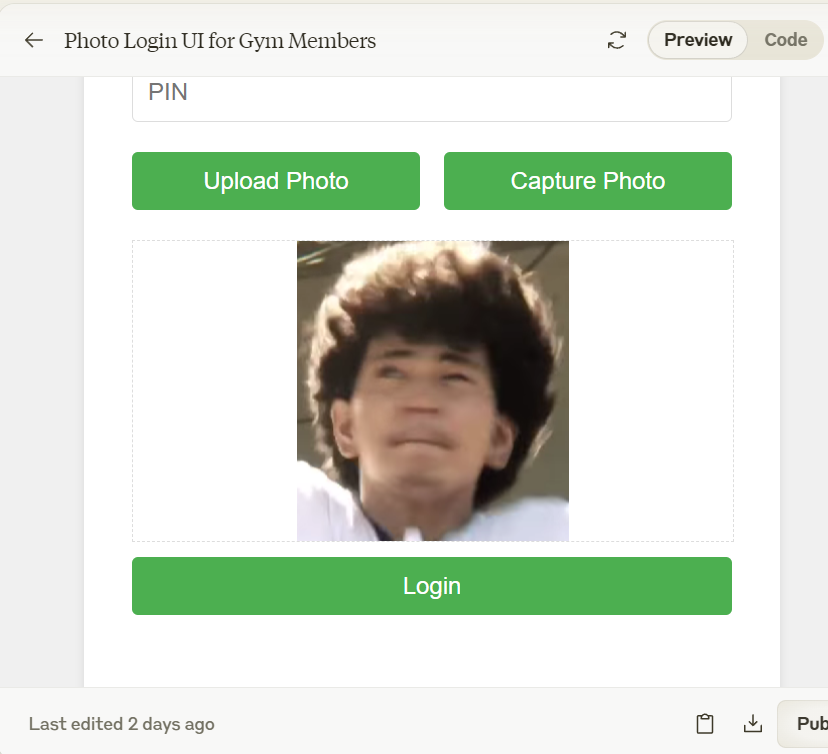 Photo Login UI for Gym Members
Preview
Code
PIN
Upload Photo
Capture Photo
Login
Last edited 2 days ago
Pub